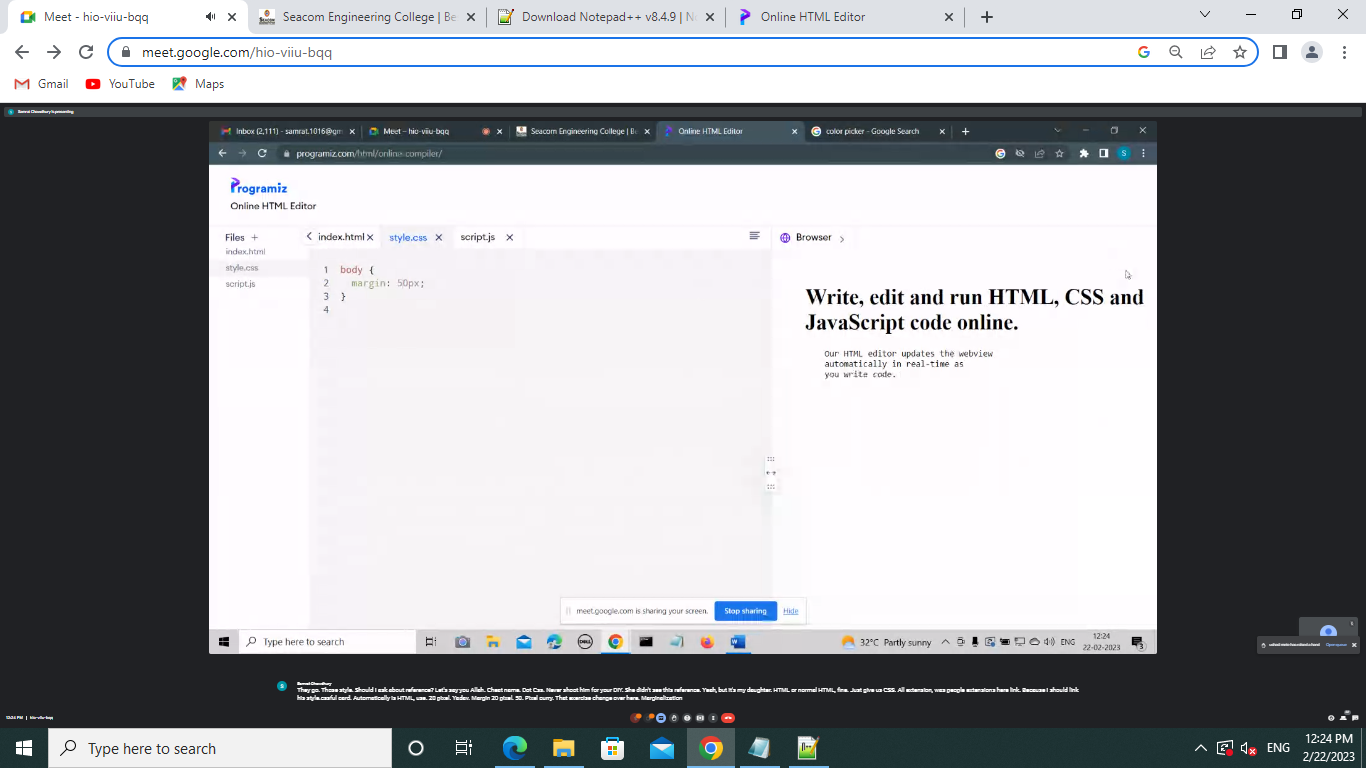 Meet - hio-viiu-bqq
Seacom Engineering College | Be
Download Notepad++ v8.4.9 | N
Online HTML Editor
meet.google.com/hio-viiu-bqq
Gmail
YouTube
Maps
Samrat Chowdhury is presenting
Inbox (2,111) - samrat.1016@gm
Meet – hio-viiu-bqq
Seacom Engineering College | Be
Online HTML Editor
color picker - Google Search
programiz.com/html/online-compiler/
Programiz
Online HTML Editor
Files
index.html
style.css
script.js
Browser
index.html
style.css
script.js
1 body {
2 margin: 50px;
3 }
4
Write, edit and run HTML, CSS and
JavaScript code online.
Our HTML editor updates the webview
automatically in real-time as
you write code.
meet.google.com is sharing your screen.
Stop sharing
Hide
Type here to search
DELL
32°C Partly sunny
ENG
12:24
22-02-2023
3
S
Samrat Chowdhury
They go. Those style. Should I ask about reference? Let's say you Allah. Chest name. Dot Css. Never shoot him for your DIY. She didn't see this reference. Yeah, but it's my daughter. HTML or normal HTML, fine. Just give us CSS. All extension, was people extensions here link. Because I should link
his style.cssful card. Automatically is HTML, use. 20 pixel. Yadav. Margin 20 pixel. 50. Pixel curry. That exercise change over here. Marginalization
12:24 PM | hio-viiu-bqq
Type here to search
ENG
12:24 PM
2/22/2023